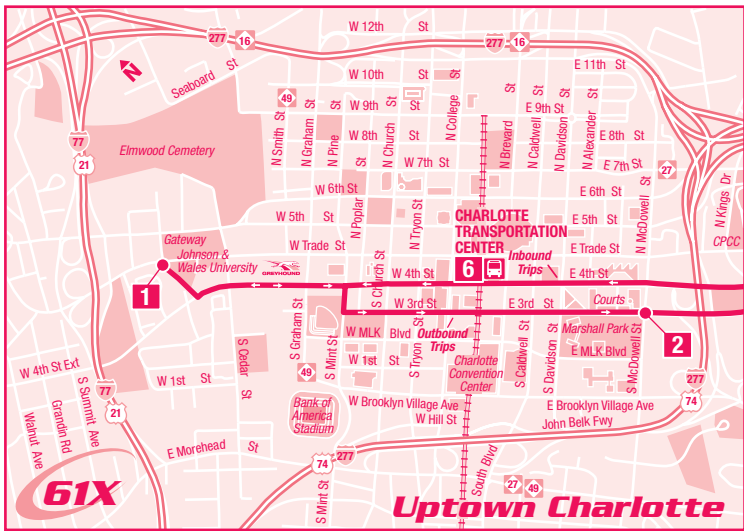 W 12th St
277
16
277
16
E 11th St
N
Seaboard St
W 10th St
49
W 9th St
E 9th St
W 8th St
E 8th St
N Smith St
N Graham St
N Pine St
N Church St
N College St
N Brevard St
N Caldwell St
N Davidson St
N Alexander St
77
21
Elmwood Cemetery
W 7th St
E 7th St
27
W 6th St
E 6th St
N Poplar St
N Tryon St
N McDowell St
N Kings Dr
W 5th St
E 5th St
CHARLOTTE
TRANSPORTATION
CENTER
CPCC
Gateway
Johnson &
Wales University
W Trade St
E Trade St
Inbound
Trips
6
GREYHOUND
W 4th St
E 4th St
1
S Church St
W 3rd St
E 3rd St
Courts
2
S Graham St
S Mint St
W MLK Blvd
Outbound
Trips
Marshall Park
E MLK Blvd
W 1st St
S Tryon St
Charlotte
Convention
Center
S Caldwell St
S Davidson St
S McDowell St
W 4th St Ext
W 1st St
S Cedar St
49
277
77
74
21
S Summit Ave
Grandin Rd
Walnut Ave
Bank of
America
Stadium
W Brooklyn Village Ave
E Brooklyn Village Ave
W Hill St
John Belk Fwy
E Morehead St
277
74
S Mint St
South Blvd
27
49
61X
Uptown Charlotte